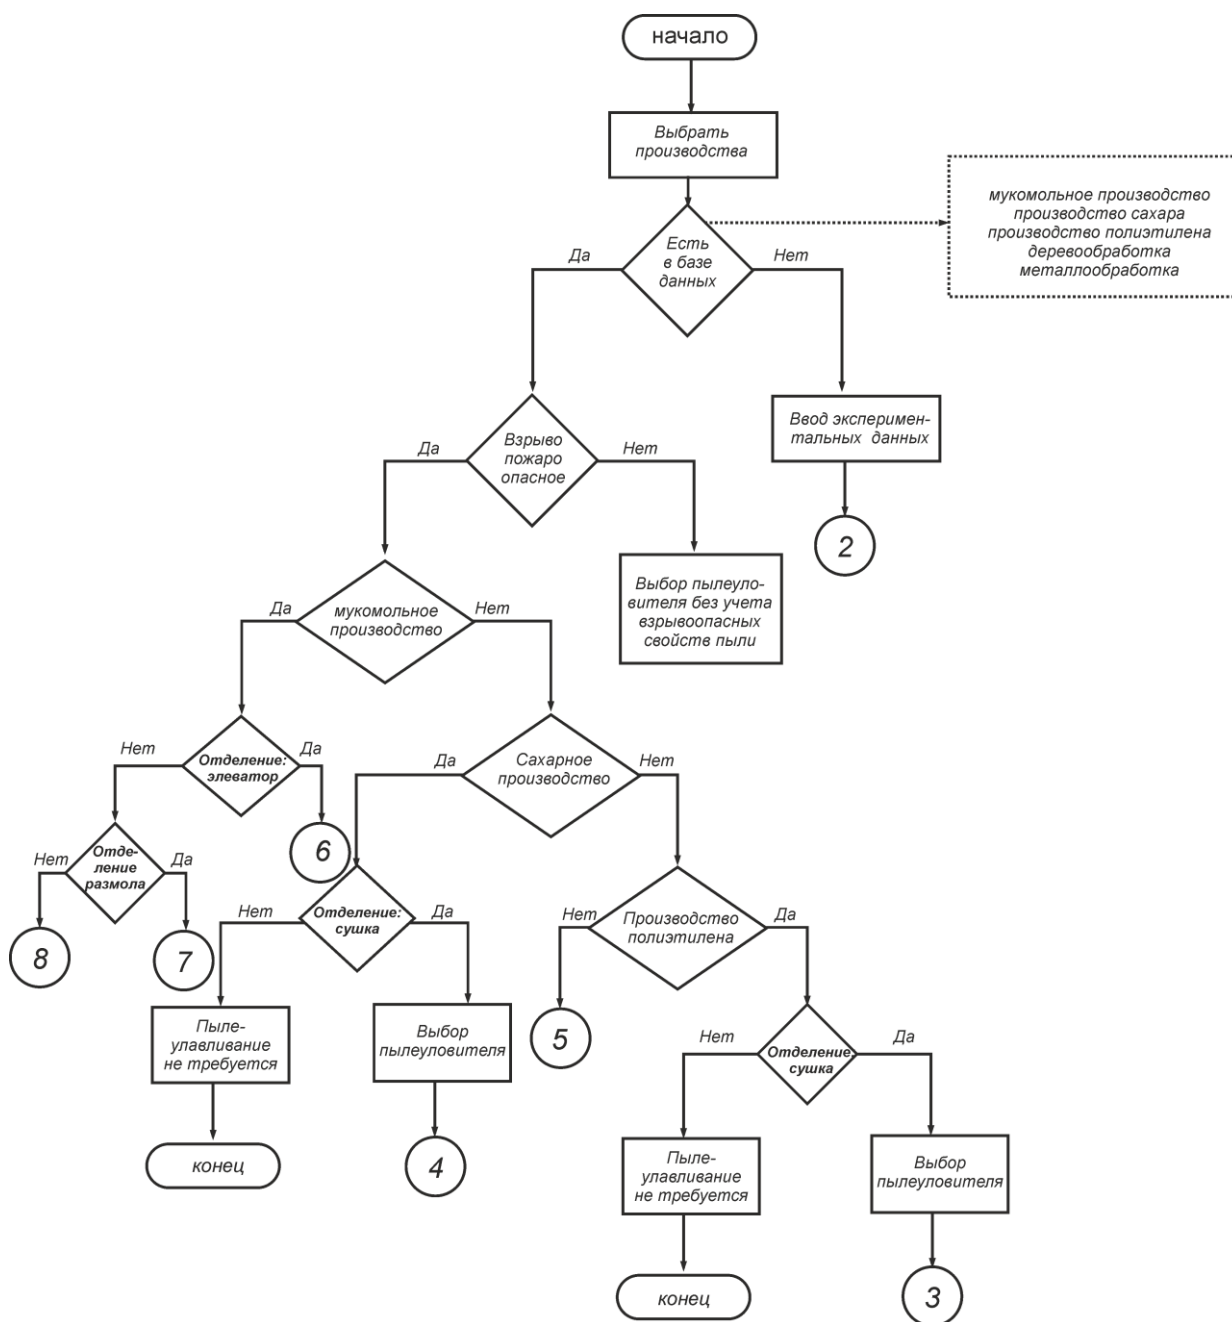 начало
Выбрать
производства
мукомольное производство
производство сахара
производство полиэтилена
деревообработка
металлообработка
Да
Есть
в базе
данных
Нет
Ввод эксперимен-
тальных данных
2
Да
Взрыво
пожаро
опасное
Нет
Выбор пылеуло-
вителя без учета
взрывоопасных
свойств пыли
Да
мукомольное
производство
Нет
Нет
Отделение:
элеватор
Да
6
Да
Сахарное
производство
Нет
Нет
Отде-
ление
размола
Да
8
7
Нет
Отделение:
сушка
Да
Нет
Производство
полиэтилена
Да
Пыле-
улавливание
не требуется
Выбор
пылеуловителя
5
Нет
Отделение:
сушка
Да
конец
4
Пыле-
улавливание
не требуется
Выбор
пылеуловителя
конец
3